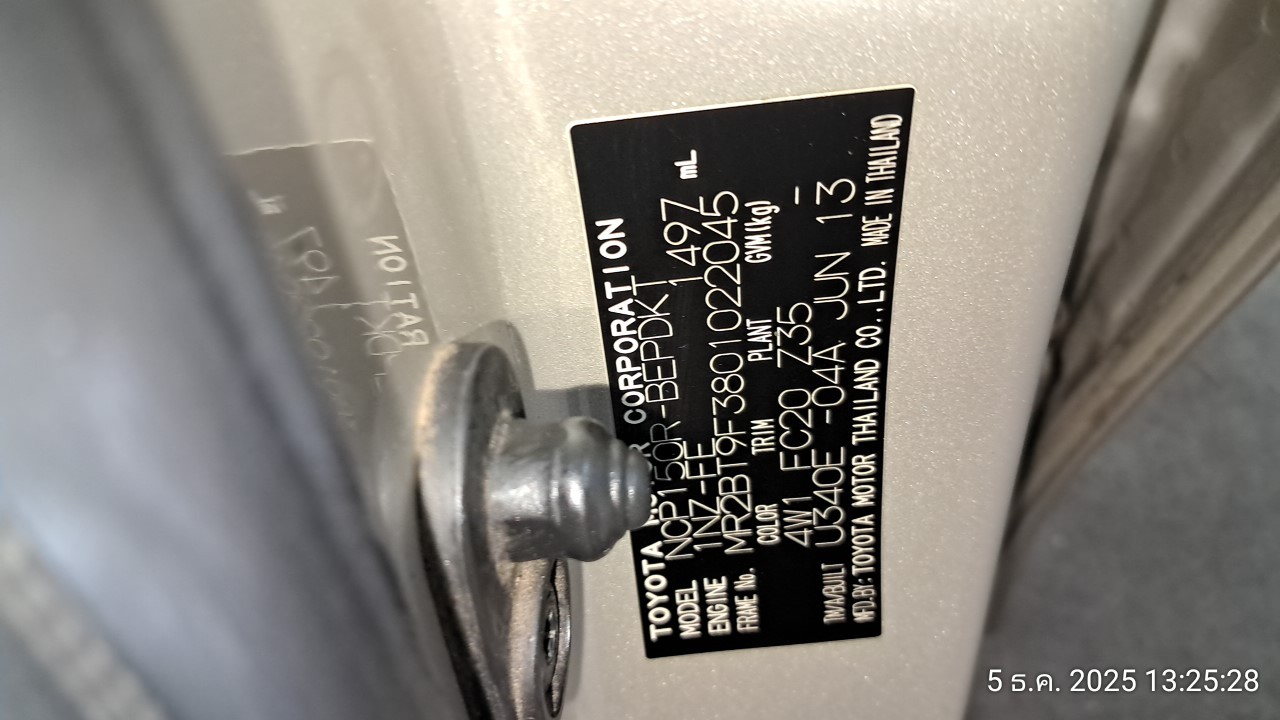 TOYOTA MOTOR CORPORATION
MODEL NCP150R-BEPDKT
ENGINE 1NZ-FE 1497 mL
FRAME No. MR2BT9F3801022045
COLOR TRIM PLANT GVM(kg)
4W1 FC20 Z35 –
TM/A/BUILT U340E -04A JUN 13
MFD.BY: TOYOTA MOTOR THAILAND CO.,LTD. MADE IN THAILAND
5 ธ.ค. 2025 13:25:28